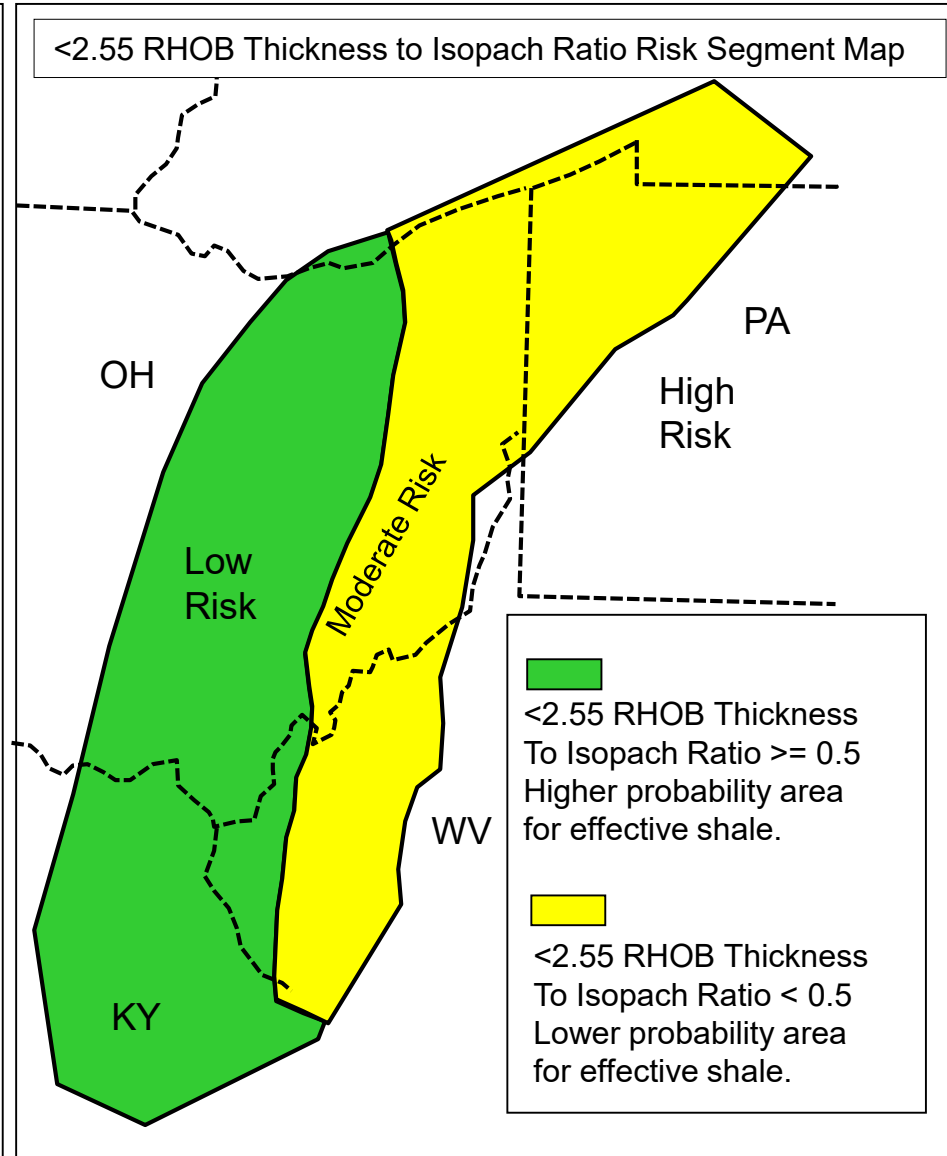 <2.55 RHOB Thickness to Isopach Ratio Risk Segment Map
OH
PA
High
Risk
Moderate Risk
Low
Risk
WV
KY
<2.55 RHOB Thickness
To Isopach Ratio >= 0.5
Higher probability area
for effective shale.
<2.55 RHOB Thickness
To Isopach Ratio < 0.5
Lower probability area
for effective shale.